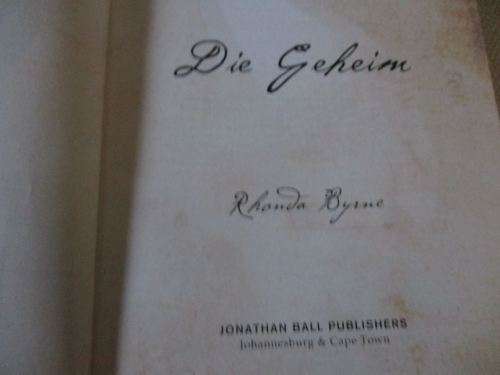 Die Geheim
Rhonda Byrne
JONATHAN BALL PUBLISHERS
Johannesburg & Cape Town